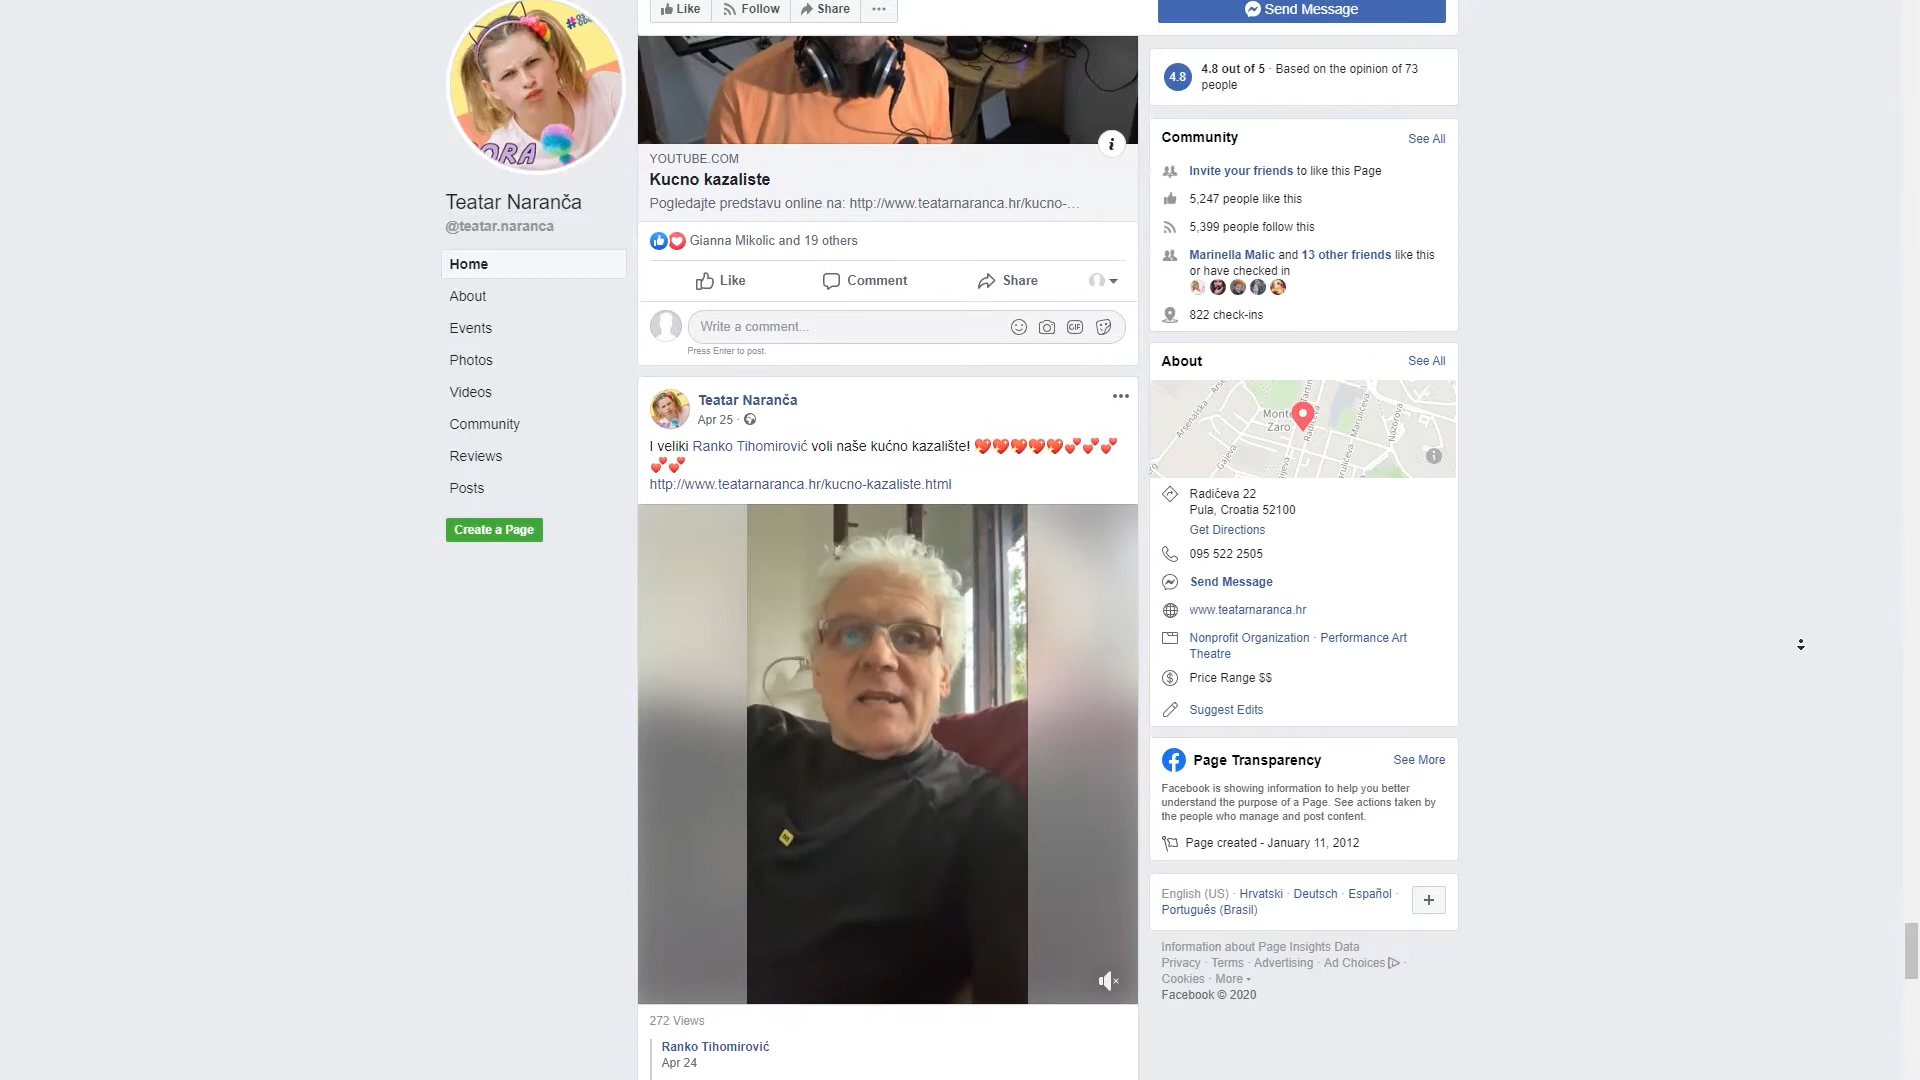 Like
Follow
Share
Send Message
Teatar Naranča
@teatar.naranca
Home
About
Events
Photos
Videos
Community
Reviews
Posts
Create a Page
YOUTUBE.COM
Kucno kazaliste
Pogledajte predstavu online na: http://www.teatarnaranca.hr/kucno-…
Gianna Mikolic and 19 others
Like
Comment
Share
Write a comment...
GIF
Press Enter to post.
Teatar Naranča
Apr 25 ·
I veliki Ranko Tihomirović voli naše kućno kazalište! 💖💖💖💖💖💕💕💕
💕💕
http://www.teatarnaranca.hr/kucno-kazaliste.html
272 Views
Ranko Tihomirović
Apr 24
4.8
4.8 out of 5 · Based on the opinion of 73
people
Community
See All
Invite your friends to like this Page
5,247 people like this
5,399 people follow this
Marinella Malic and 13 other friends like this
or have checked in
822 check-ins
About
See All
Arsenalska
Gajeva
Monte
Zaro
Maruliceva
Nazorova
Radićeva 22
Pula, Croatia 52100
Get Directions
095 522 2505
Send Message
www.teatarnaranca.hr
Nonprofit Organization · Performance Art
Theatre
Price Range $$
Suggest Edits
Page Transparency
See More
Facebook is showing information to help you better
understand the purpose of a Page. See actions taken by
the people who manage and post content.
Page created - January 11, 2012
English (US) · Hrvatski · Deutsch · Español ·
Português (Brasil)
Information about Page Insights Data
Privacy · Terms · Advertising · Ad Choices ·
Cookies · More
Facebook © 2020